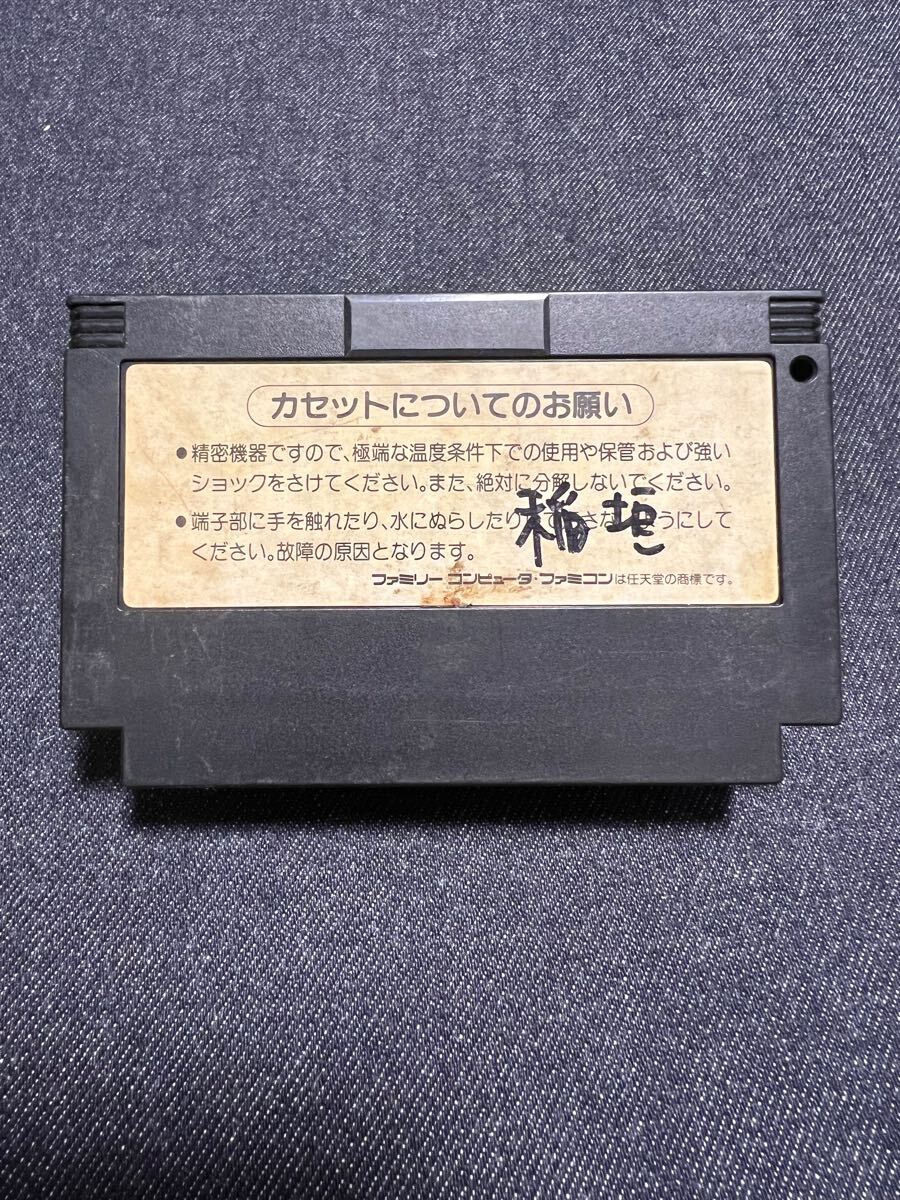 カセットについてのお願い
●精密機器ですので、極端な温度条件下での使用や保管および強い
ショックをさけてください。また、絶対に分解しないでください。
●端子部に手を触れたり、水にぬらしたり
うにして
ください。故障の原因となります。
稲垣
ファミリーコンピュータ・ファミコンは任天堂の商標です。